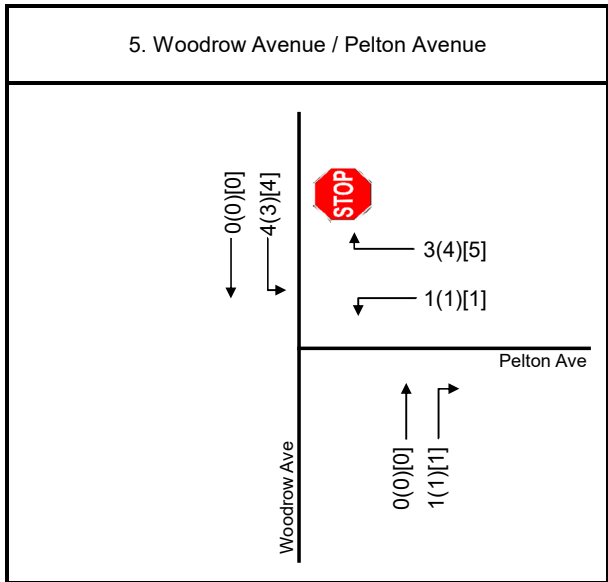 5. Woodrow Avenue / Pelton Avenue
0(0)[0]
4(3)[4]
STOP
3(4)[5]
1(1)[1]
Pelton Ave
Woodrow Ave
0(0)[0]
1(1)[1]